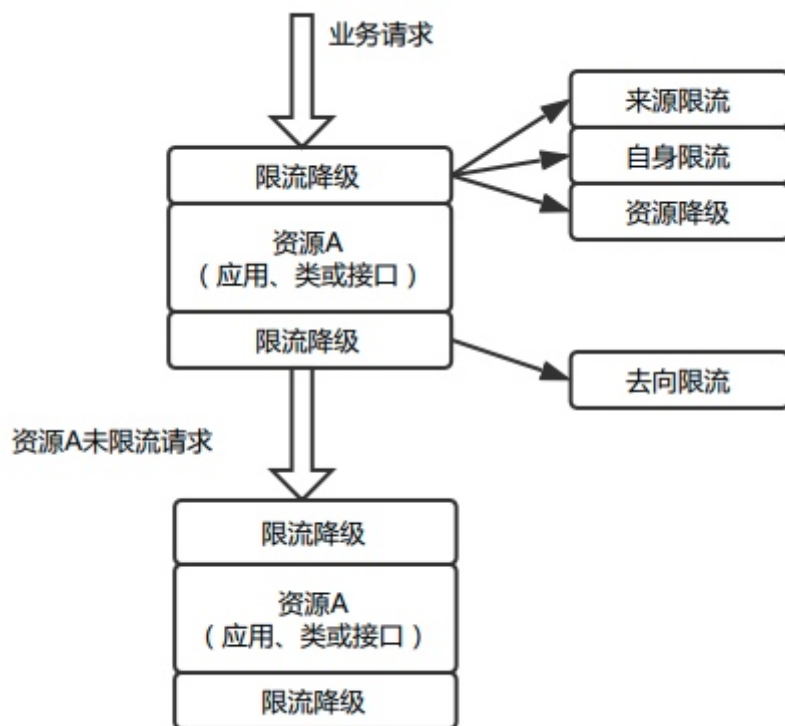 业务请求
来源限流
自身限流
限流降级
资源降级
资源A
（应用、类或接口）
限流降级
去向限流
资源A未限流请求
限流降级
资源A
（应用、类或接口）
限流降级